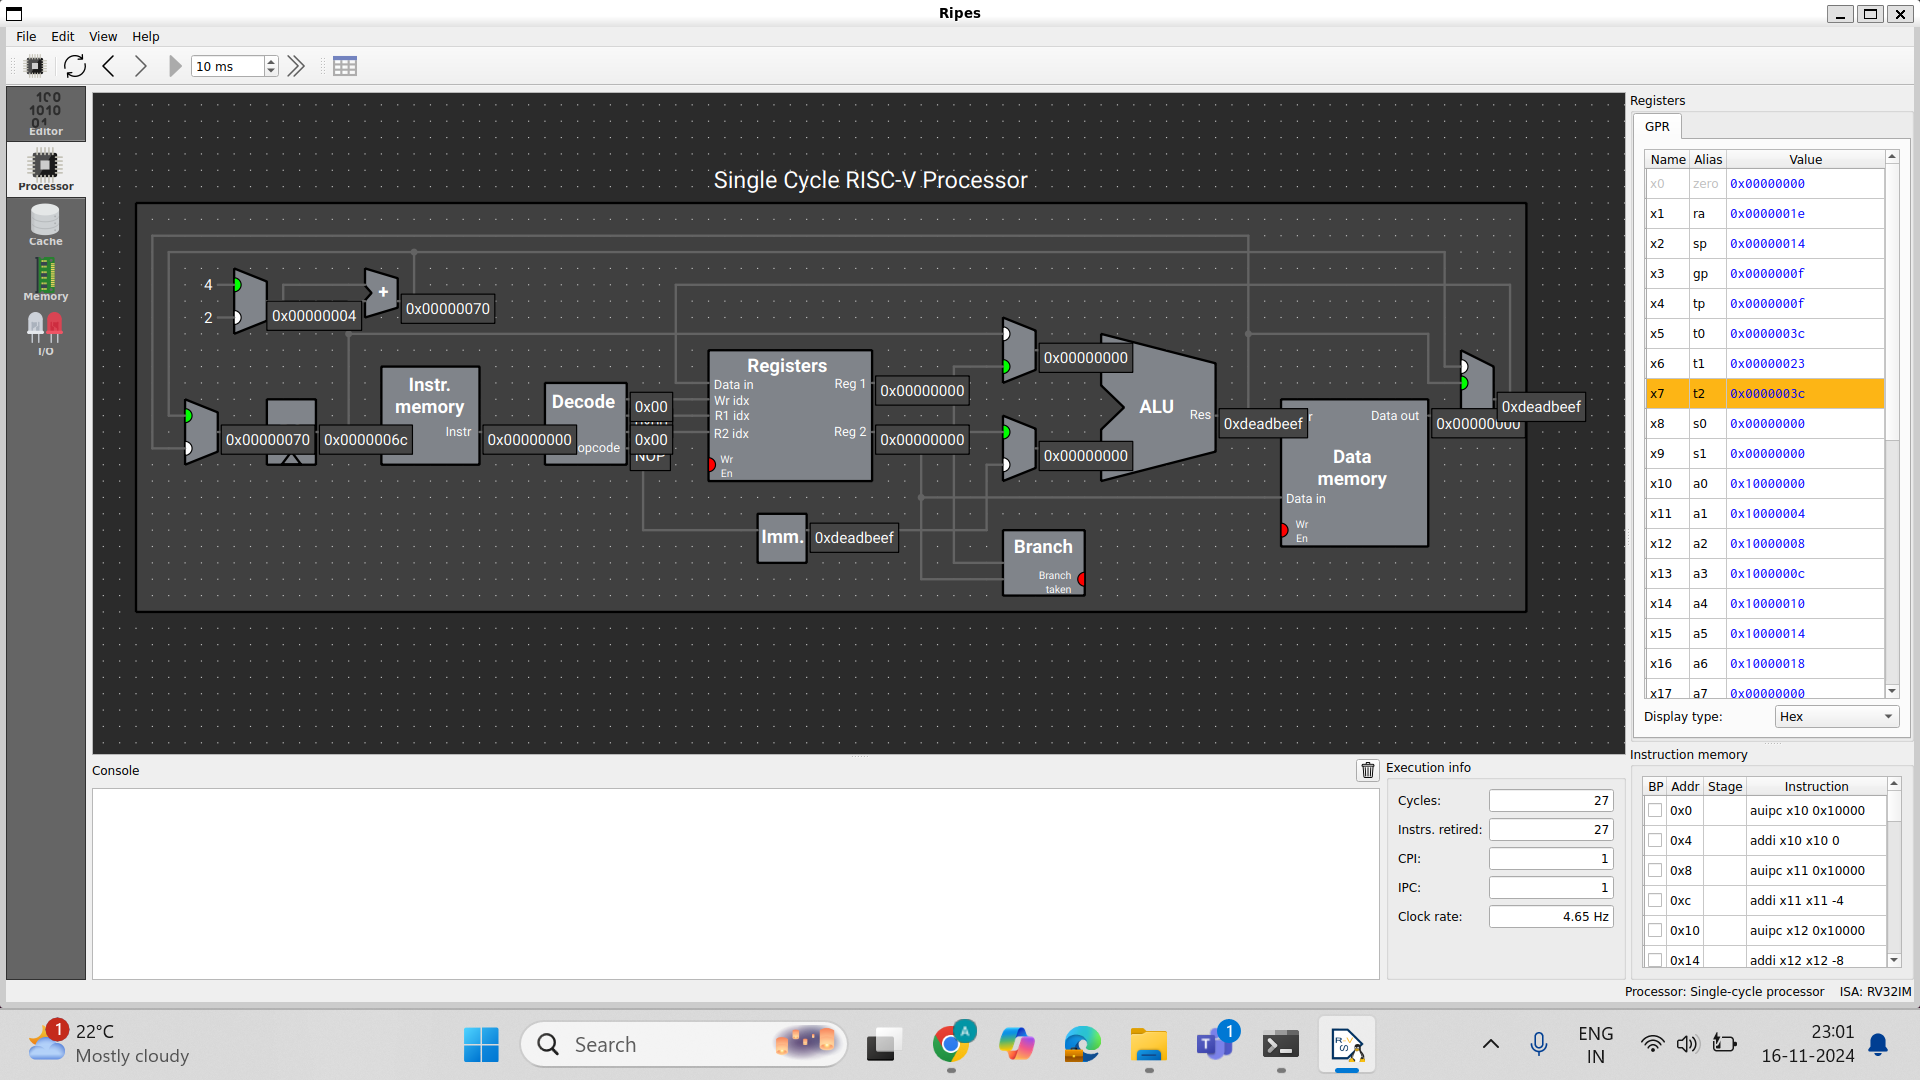 Ripes
File Edit View Help
10 ms
Editor
Processor
Cache
Memory
I/O
Single Cycle RISC-V Processor
4
2
0x00000004
+
0x00000070
0x00000070
0x0000006c
Instr. memory
Instr
0x00000000
Decode
opcode
0x00
0x00
NOP
Registers
Data in
Wr idx
R1 idx
R2 idx
Wr En
Reg 1
Reg 2
0x00000000
0x00000000
Imm.
0xdeadbeef
0x00000000
0x00000000
ALU
Res
0xdeadbeef
Branch
Branch taken
Data memory
Data out
Data in
Wr En
0x00000000
0xdeadbeef
Registers
GPR
Name Alias Value
x0 zero 0x00000000
x1 ra 0x0000001e
x2 sp 0x00000014
x3 gp 0x0000000f
x4 tp 0x0000000f
x5 t0 0x0000003c
x6 t1 0x00000023
x7 t2 0x0000003c
x8 s0 0x00000000
x9 s1 0x00000000
x10 a0 0x10000000
x11 a1 0x10000004
x12 a2 0x10000008
x13 a3 0x1000000c
x14 a4 0x10000010
x15 a5 0x10000014
x16 a6 0x10000018
x17 a7 0x00000000
Display type: Hex
Console
Execution info
Cycles: 27
Instrs. retired: 27
CPI: 1
IPC: 1
Clock rate: 4.65 Hz
Instruction memory
BP Addr Stage Instruction
0x0 auipc x10 0x10000
0x4 addi x10 x10 0
0x8 auipc x11 0x10000
0xc addi x11 x11 -4
0x10 auipc x12 0x10000
0x14 addi x12 x12 -8
Processor: Single-cycle processor ISA: RV32IM
1
22°C
Mostly cloudy
Search
A
1
ENG
IN
23:01
16-11-2024